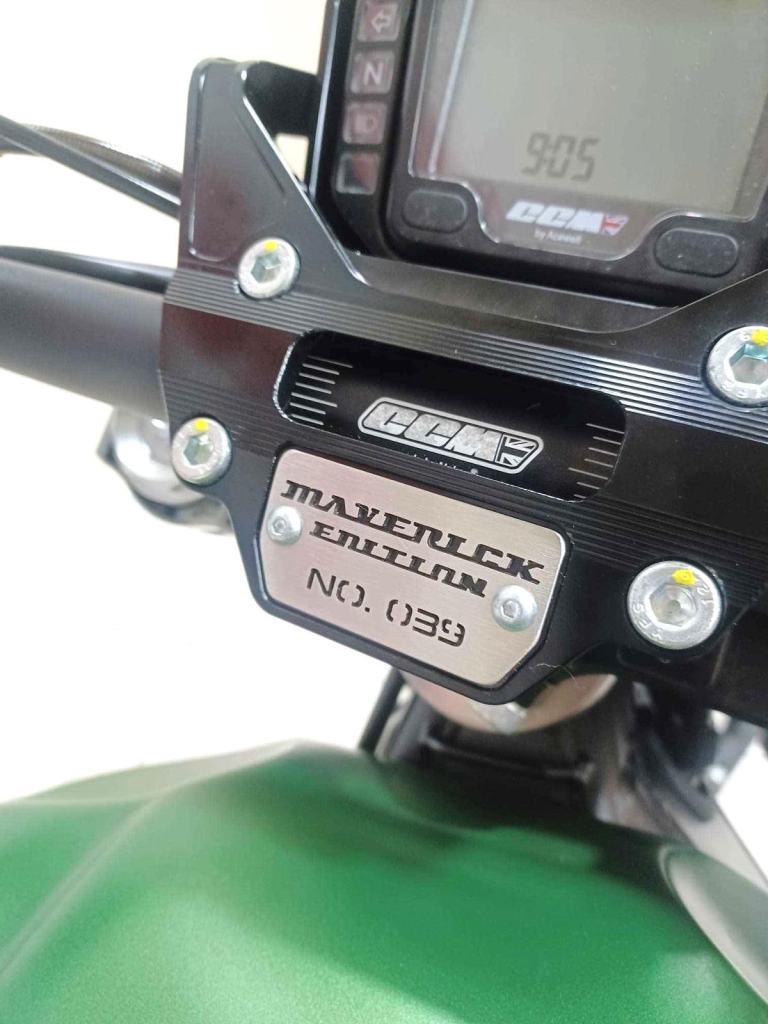 N
9:05
CCM
by Acewell
CCM
MAVERICK
EDITION
NO. 039